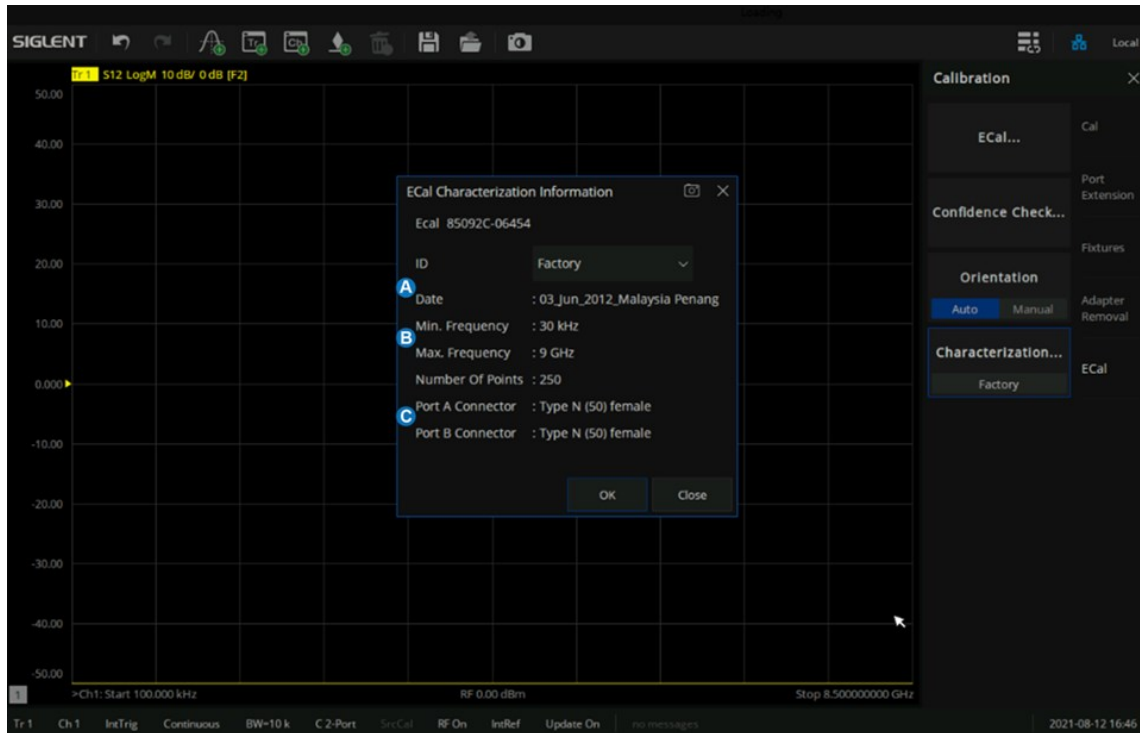 Loading
SIGLENT Tr Ch Local
Tr 1 S12 LogM 10 dB/ 0 dB [F2]
50.00
40.00
30.00
20.00
10.00
0.000
-10.00
-20.00
-30.00
-40.00
-50.00
ECal Characterization Information
Ecal 85092C-06454
ID Factory
A
Date : 03_Jun_2012_Malaysia Penang
Min. Frequency : 30 kHz
B
Max. Frequency : 9 GHz
Number Of Points : 250
Port A Connector : Type N (50) female
C
Port B Connector : Type N (50) female
OK Close
Calibration
ECal...
Confidence Check...
Orientation
Auto Manual
Characterization...
Factory
Cal
Port
Extension
Fixtures
Adapter
Removal
ECal
1 >Ch1: Start 100.000 kHz RF 0.00 dBm Stop 8.500000000 GHz
Tr 1 Ch 1 IntTrig Continuous BW=10 k C 2-Port SrcCal RF On IntRef Update On no messages 2021-08-12 16:46